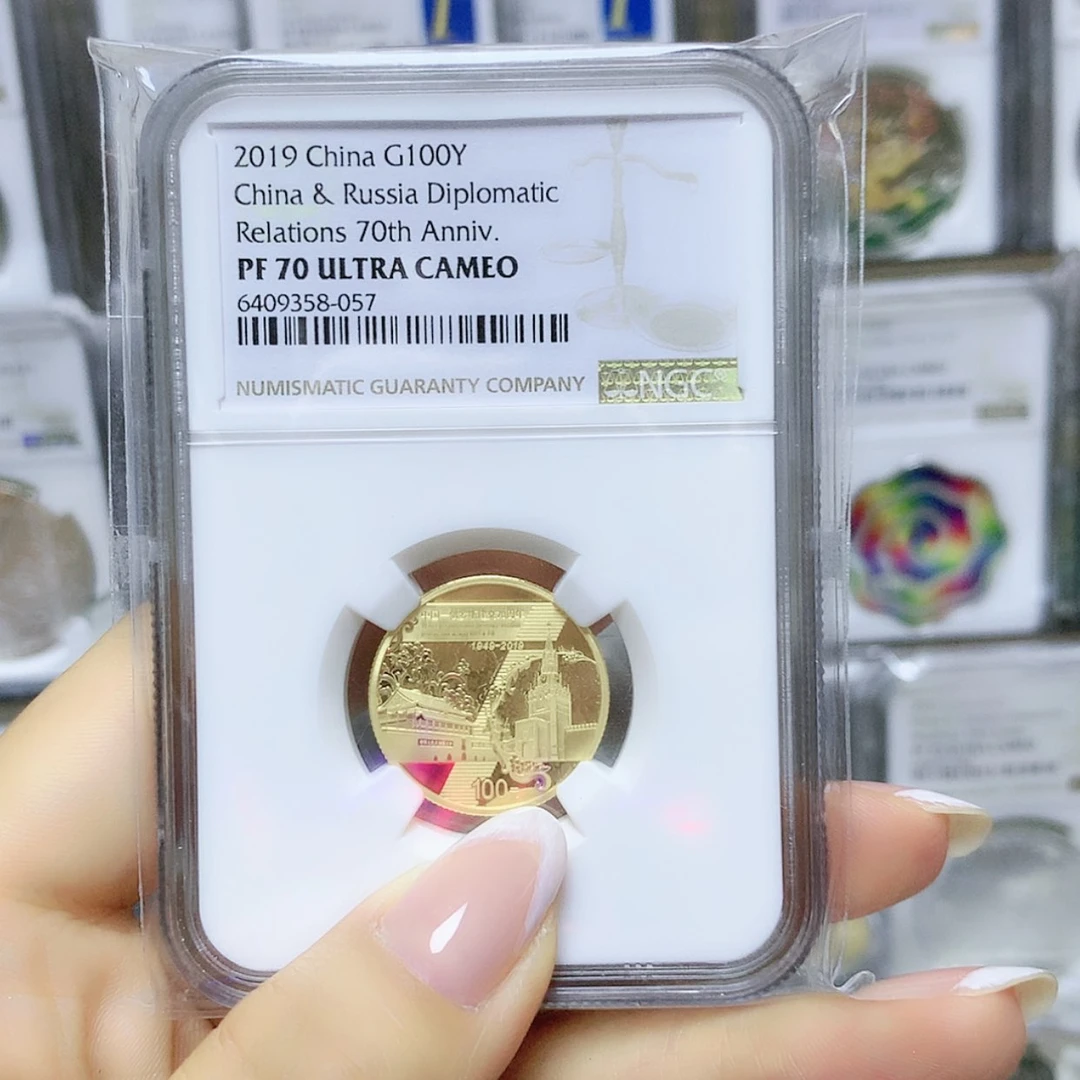 2019 China G100Y
China & Russia Diplomatic
Relations 70th Anniv.
PF 70 ULTRA CAMEO
6409358-057
NUMISMATIC GUARANTY COMPANY
NGC
1949-2019
100